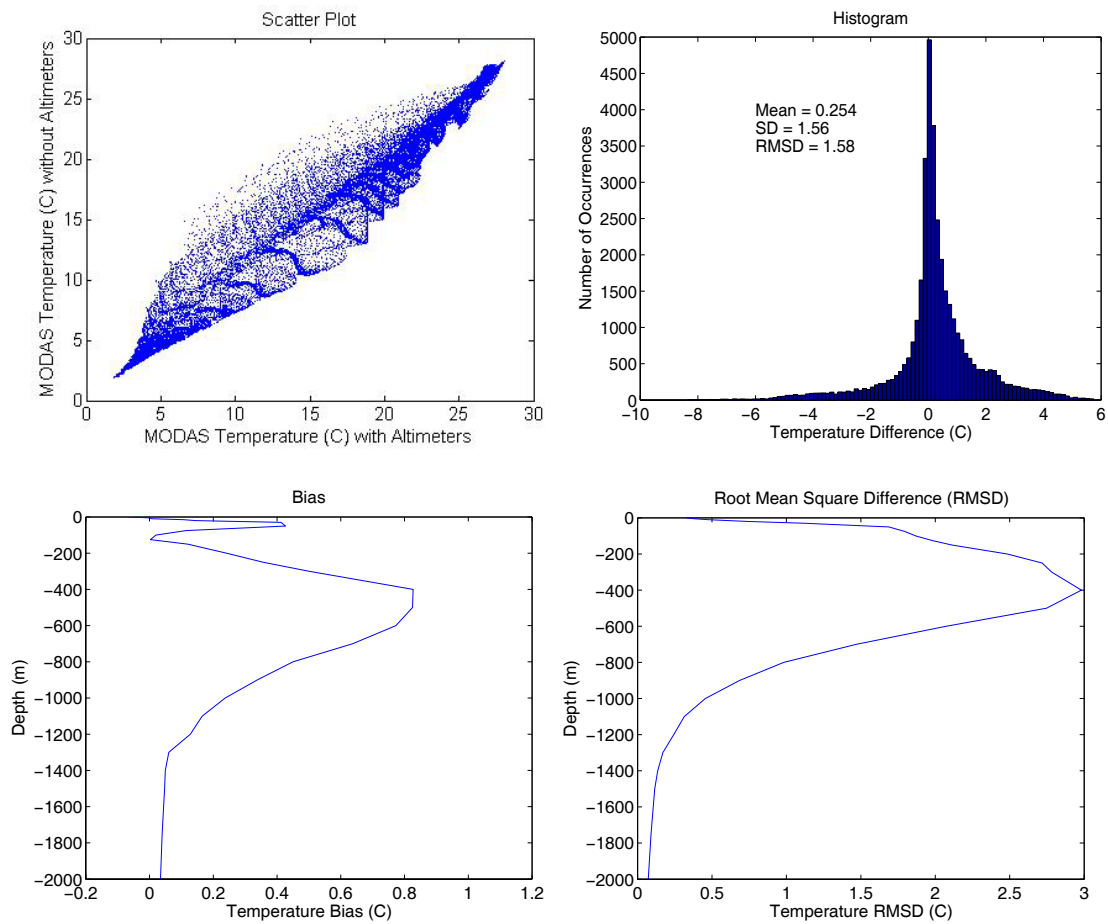 Scatter Plot
30
25
20
15
10
5
0
MODAS Temperature (C) without Altimeters
0 5 10 15 20 25 30
MODAS Temperature (C) with Altimeters
Histogram
5000
4500
4000
3500
3000
2500
2000
1500
1000
500
0
Number of Occurrences
Mean = 0.254
SD = 1.56
RMSD = 1.58
−10 −8 −6 −4 −2 0 2 4 6
Temperature Difference (C)
Bias
0
−200
−400
−600
−800
−1000
−1200
−1400
−1600
−1800
−2000
Depth (m)
−0.2 0 0.2 0.4 0.6 0.8 1 1.2
Temperature Bias (C)
Root Mean Square Difference (RMSD)
0
−200
−400
−600
−800
−1000
−1200
−1400
−1600
−1800
−2000
Depth (m)
0 0.5 1 1.5 2 2.5 3
Temperature RMSD (C)